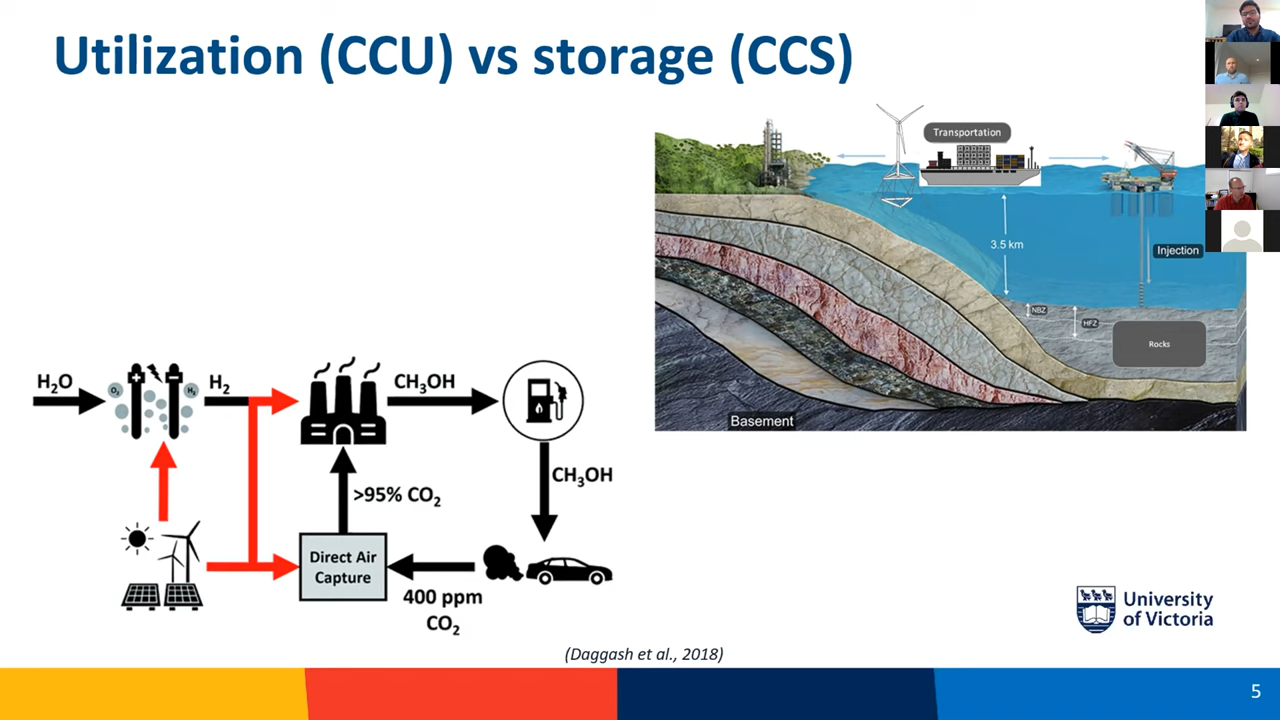 Utilization (CCU) vs storage (CCS)
Transportation
3.5 km
Injection
NBZ
HFZ
Rocks
Basement
H₂O
+
-
O₂
H₂
H₂
CH₃OH
CH₃OH
>95% CO₂
Direct Air
Capture
400 ppm
CO₂
University
of Victoria
(Daggash et al., 2018)
5